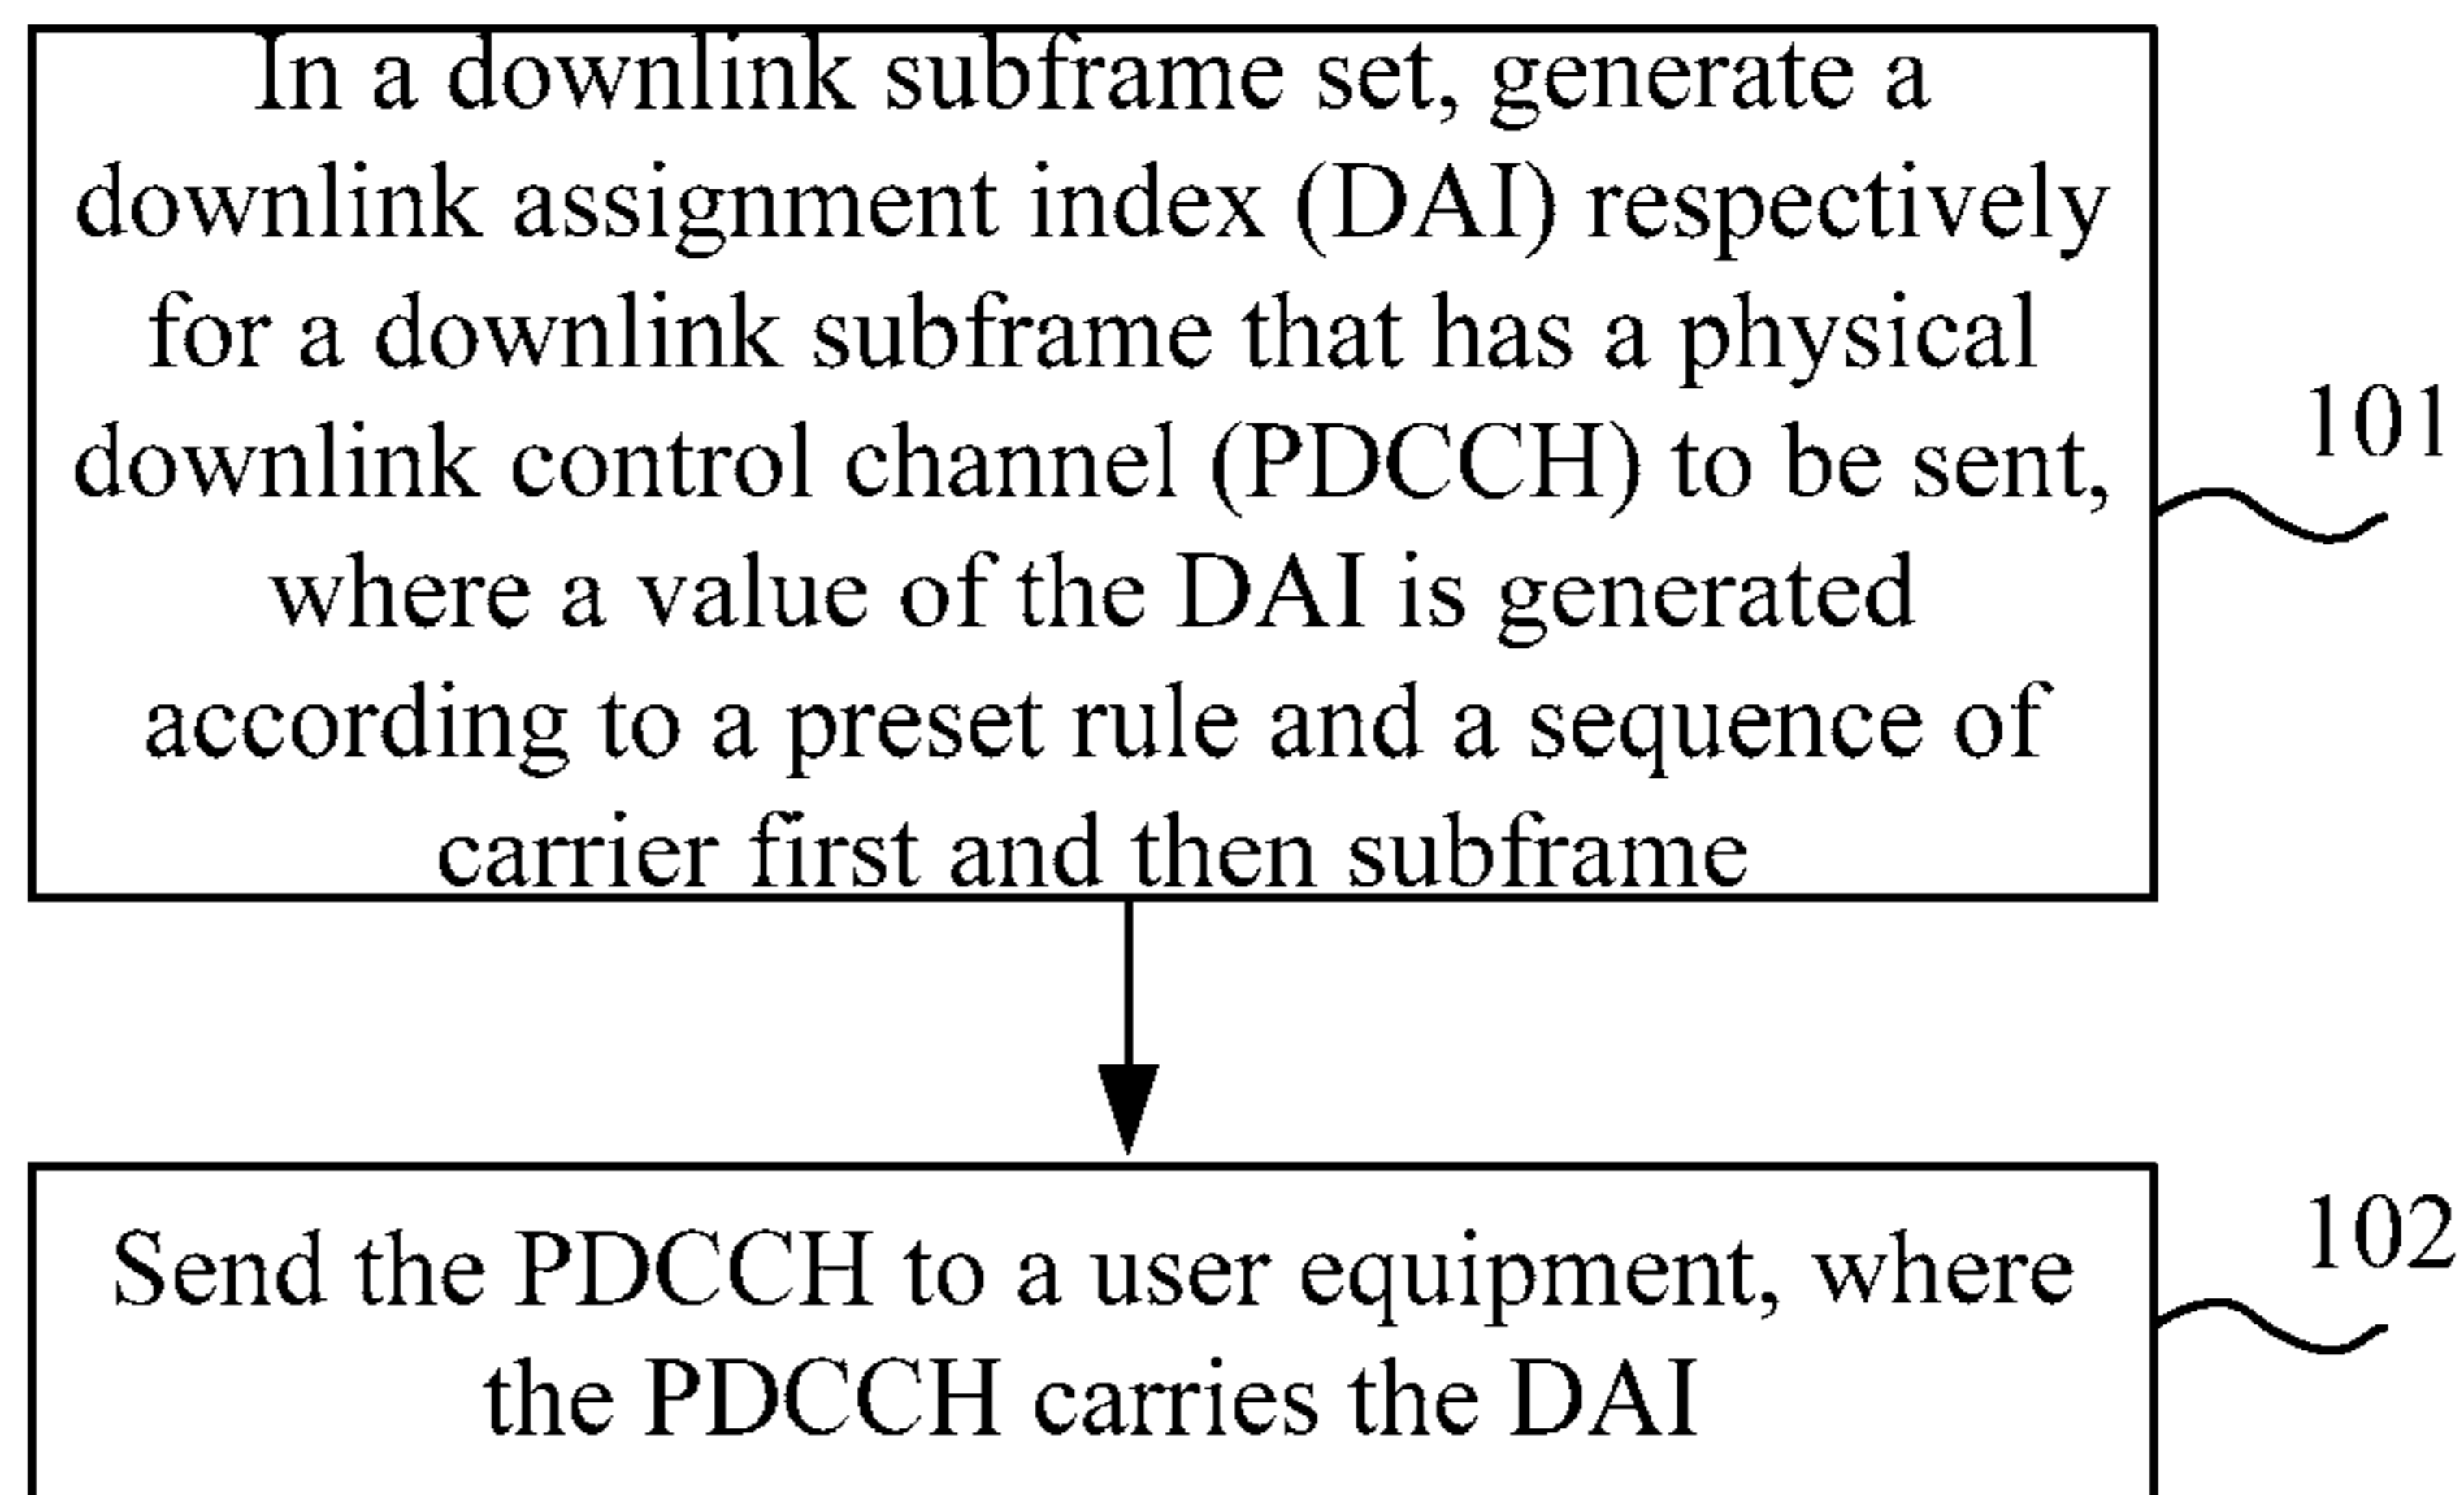 In a downlink subframe set, generate a
downlink assignment index (DAI) respectively
for a downlink subframe that has a physical
downlink control channel (PDCCH) to be sent,
where a value of the DAI is generated
according to a preset rule and a sequence of
carrier first and then subframe
101
Send the PDCCH to a user equipment, where
the PDCCH carries the DAI
102